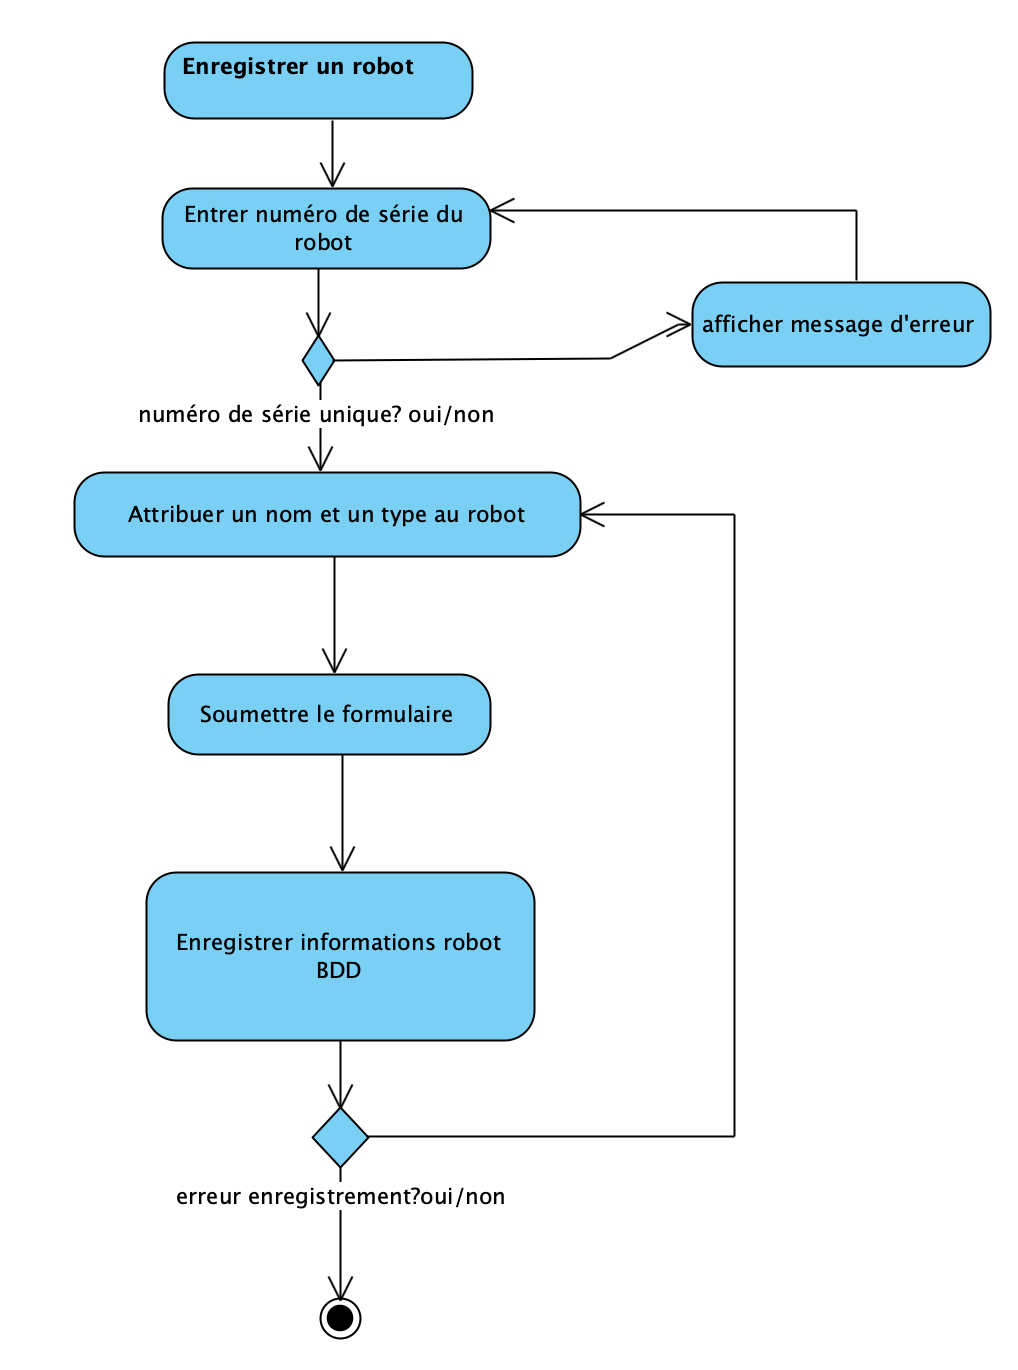 Enregistrer un robot
Entrer numéro de série du
robot
afficher message d'erreur
numéro de série unique? oui/non
Attribuer un nom et un type au robot
Soumettre le formulaire
Enregistrer informations robot
BDD
erreur enregistrement?oui/non